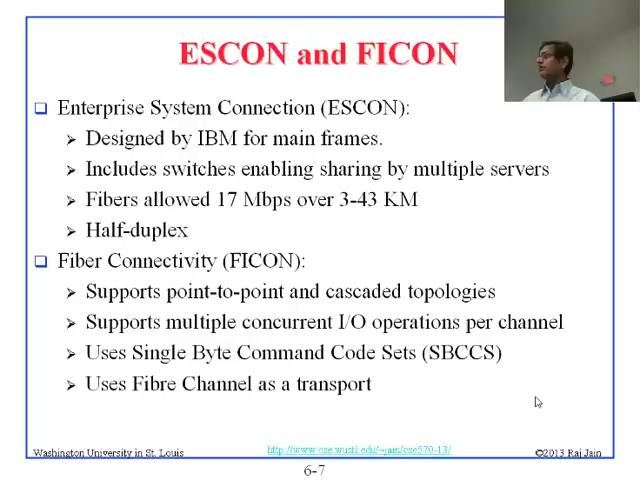 ESCON and FICON
Enterprise System Connection (ESCON):
Designed by IBM for main frames.
Includes switches enabling sharing by multiple servers
Fibers allowed 17 Mbps over 3-43 KM
Half-duplex
Fiber Connectivity (FICON):
Supports point-to-point and cascaded topologies
Supports multiple concurrent I/O operations per channel
Uses Single Byte Command Code Sets (SBCCS)
Uses Fibre Channel as a transport
Washington University in St. Louis
http://www.cse.wustl.edu/~jain/cse570-13/
©2013 Raj Jain
6-7